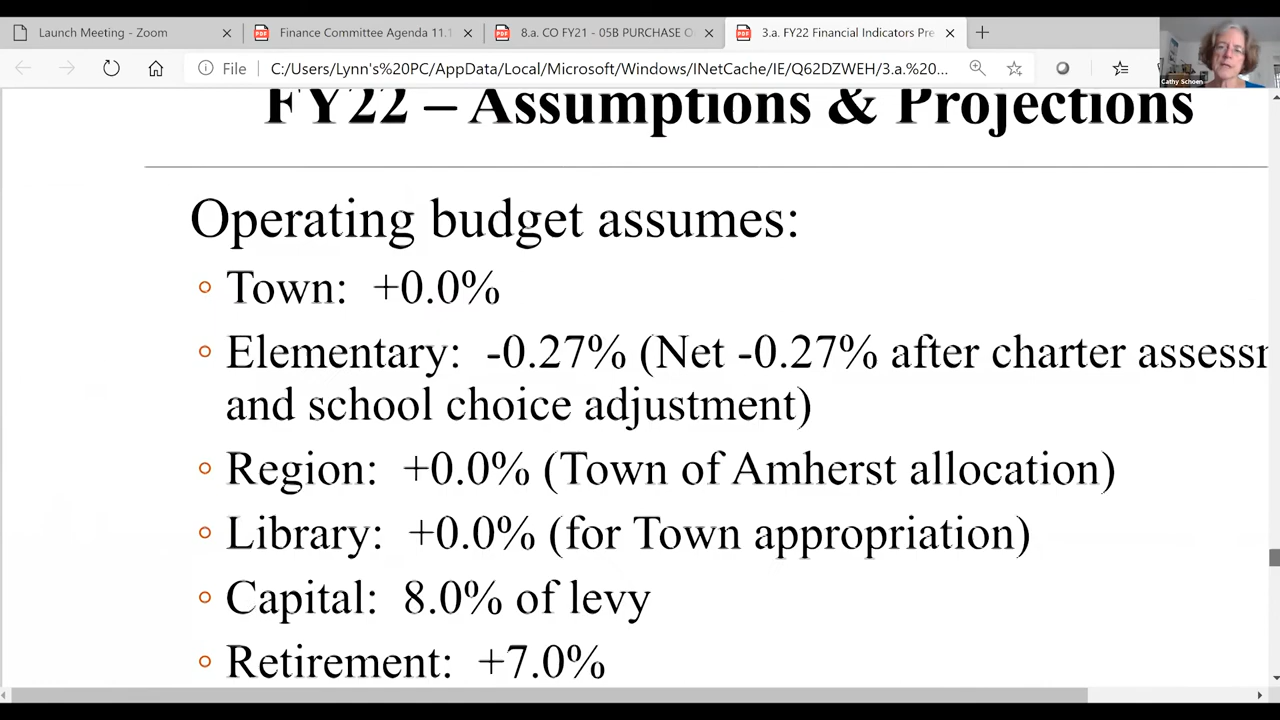 Launch Meeting - Zoom
Finance Committee Agenda 11.1
8.a. CO FY21 - 05B PURCHASE O
3.a. FY22 Financial Indicators Pre
File
C:/Users/Lynn's%20PC/AppData/Local/Microsoft/Windows/INetCache/IE/Q62DZWEH/3.a.%20...
Cathy Schoen
FY22 – Assumptions & Projections
Operating budget assumes:
Town: +0.0%
Elementary: -0.27% (Net -0.27% after charter assessm
and school choice adjustment)
Region: +0.0% (Town of Amherst allocation)
Library: +0.0% (for Town appropriation)
Capital: 8.0% of levy
Retirement: +7.0%